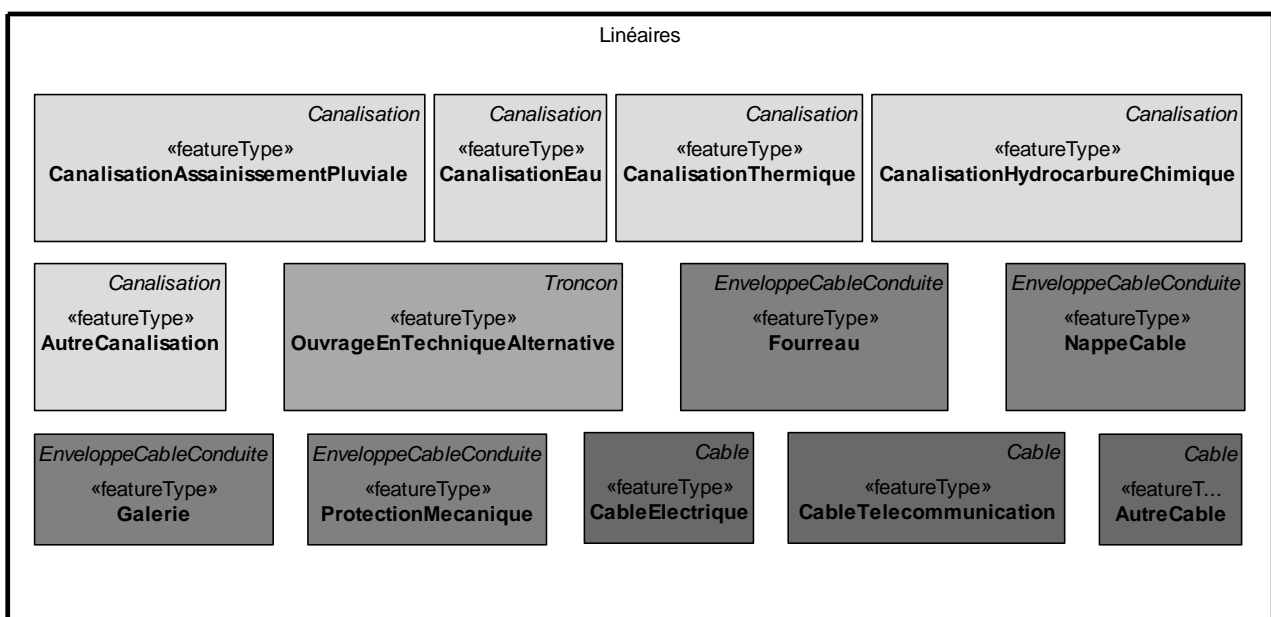 Linéaires
Canalisation
«featureType»
CanalisationAssainissementPluviale
Canalisation
«featureType»
CanalisationEau
Canalisation
«featureType»
CanalisationThermique
Canalisation
«featureType»
CanalisationHydrocarbureChimique
Canalisation
«featureType»
AutreCanalisation
Troncon
«featureType»
OuvrageEnTechniqueAlternative
EnveloppeCableConduite
«featureType»
Fourreau
EnveloppeCableConduite
«featureType»
NappeCable
EnveloppeCableConduite
«featureType»
Galerie
EnveloppeCableConduite
«featureType»
ProtectionMecanique
Cable
«featureType»
CableElectrique
Cable
«featureType»
CableTelecommunication
Cable
«featureT...
AutreCable